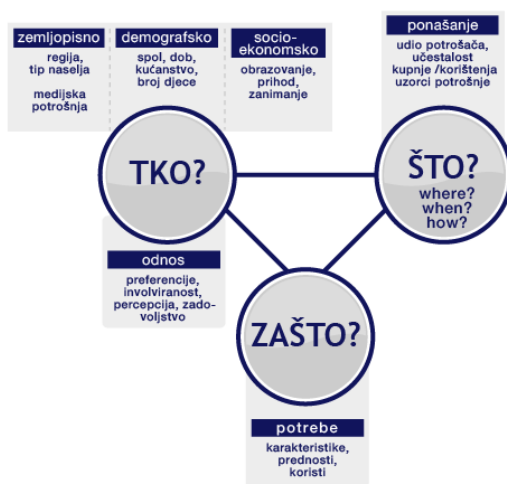 zemljopisno
regija,
tip naselja
medijska
potrošnja
demografsko
spol, dob,
kućanstvo,
broj djece
socio-
ekonomsko
obrazovanje,
prihod,
zanimanje
ponašanje
udio potrošača,
učestalost
kupnje /korištenja
uzorci potrošnje
TKO?
ŠTO?
where?
when?
how?
odnos
preferencije,
involviranost,
percepcija, zado-
voljstvo
ZAŠTO?
potrebe
karakteristike,
prednosti,
koristi